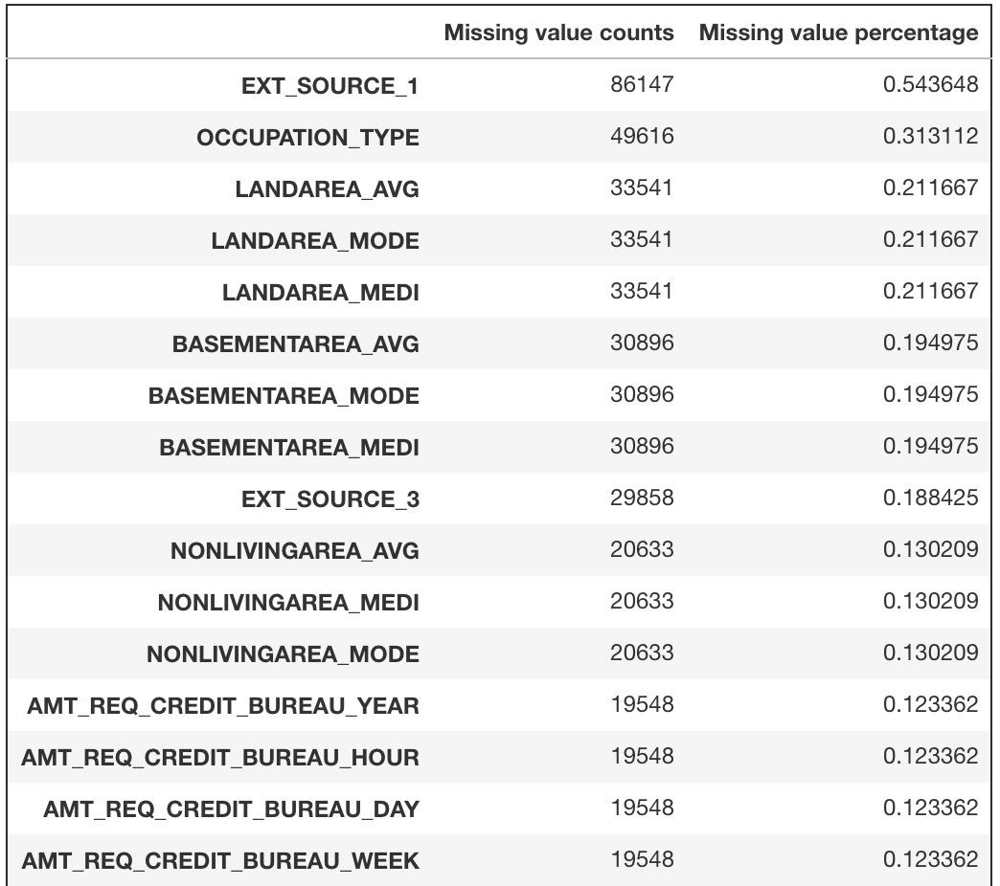 Missing value counts Missing value percentage
EXT_SOURCE_1 86147 0.543648
OCCUPATION_TYPE 49616 0.313112
LANDAREA_AVG 33541 0.211667
LANDAREA_MODE 33541 0.211667
LANDAREA_MEDI 33541 0.211667
BASEMENTAREA_AVG 30896 0.194975
BASEMENTAREA_MODE 30896 0.194975
BASEMENTAREA_MEDI 30896 0.194975
EXT_SOURCE_3 29858 0.188425
NONLIVINGAREA_AVG 20633 0.130209
NONLIVINGAREA_MEDI 20633 0.130209
NONLIVINGAREA_MODE 20633 0.130209
AMT_REQ_CREDIT_BUREAU_YEAR 19548 0.123362
AMT_REQ_CREDIT_BUREAU_HOUR 19548 0.123362
AMT_REQ_CREDIT_BUREAU_DAY 19548 0.123362
AMT_REQ_CREDIT_BUREAU_WEEK 19548 0.123362